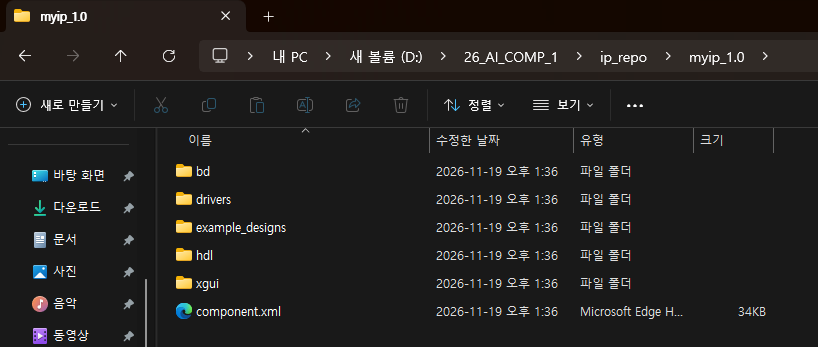 myip_1.0
내 PC > 새 볼륨 (D:) > 26_AI_COMP_1 > ip_repo > myip_1.0 >
새로 만들기 정렬 보기
이름 수정한 날짜 유형 크기
바탕 화면
다운로드
문서
사진
음악
동영상
bd 2026-11-19 오후 1:36 파일 폴더
drivers 2026-11-19 오후 1:36 파일 폴더
example_designs 2026-11-19 오후 1:36 파일 폴더
hdl 2026-11-19 오후 1:36 파일 폴더
xgui 2026-11-19 오후 1:36 파일 폴더
component.xml 2026-11-19 오후 1:36 Microsoft Edge H... 34KB